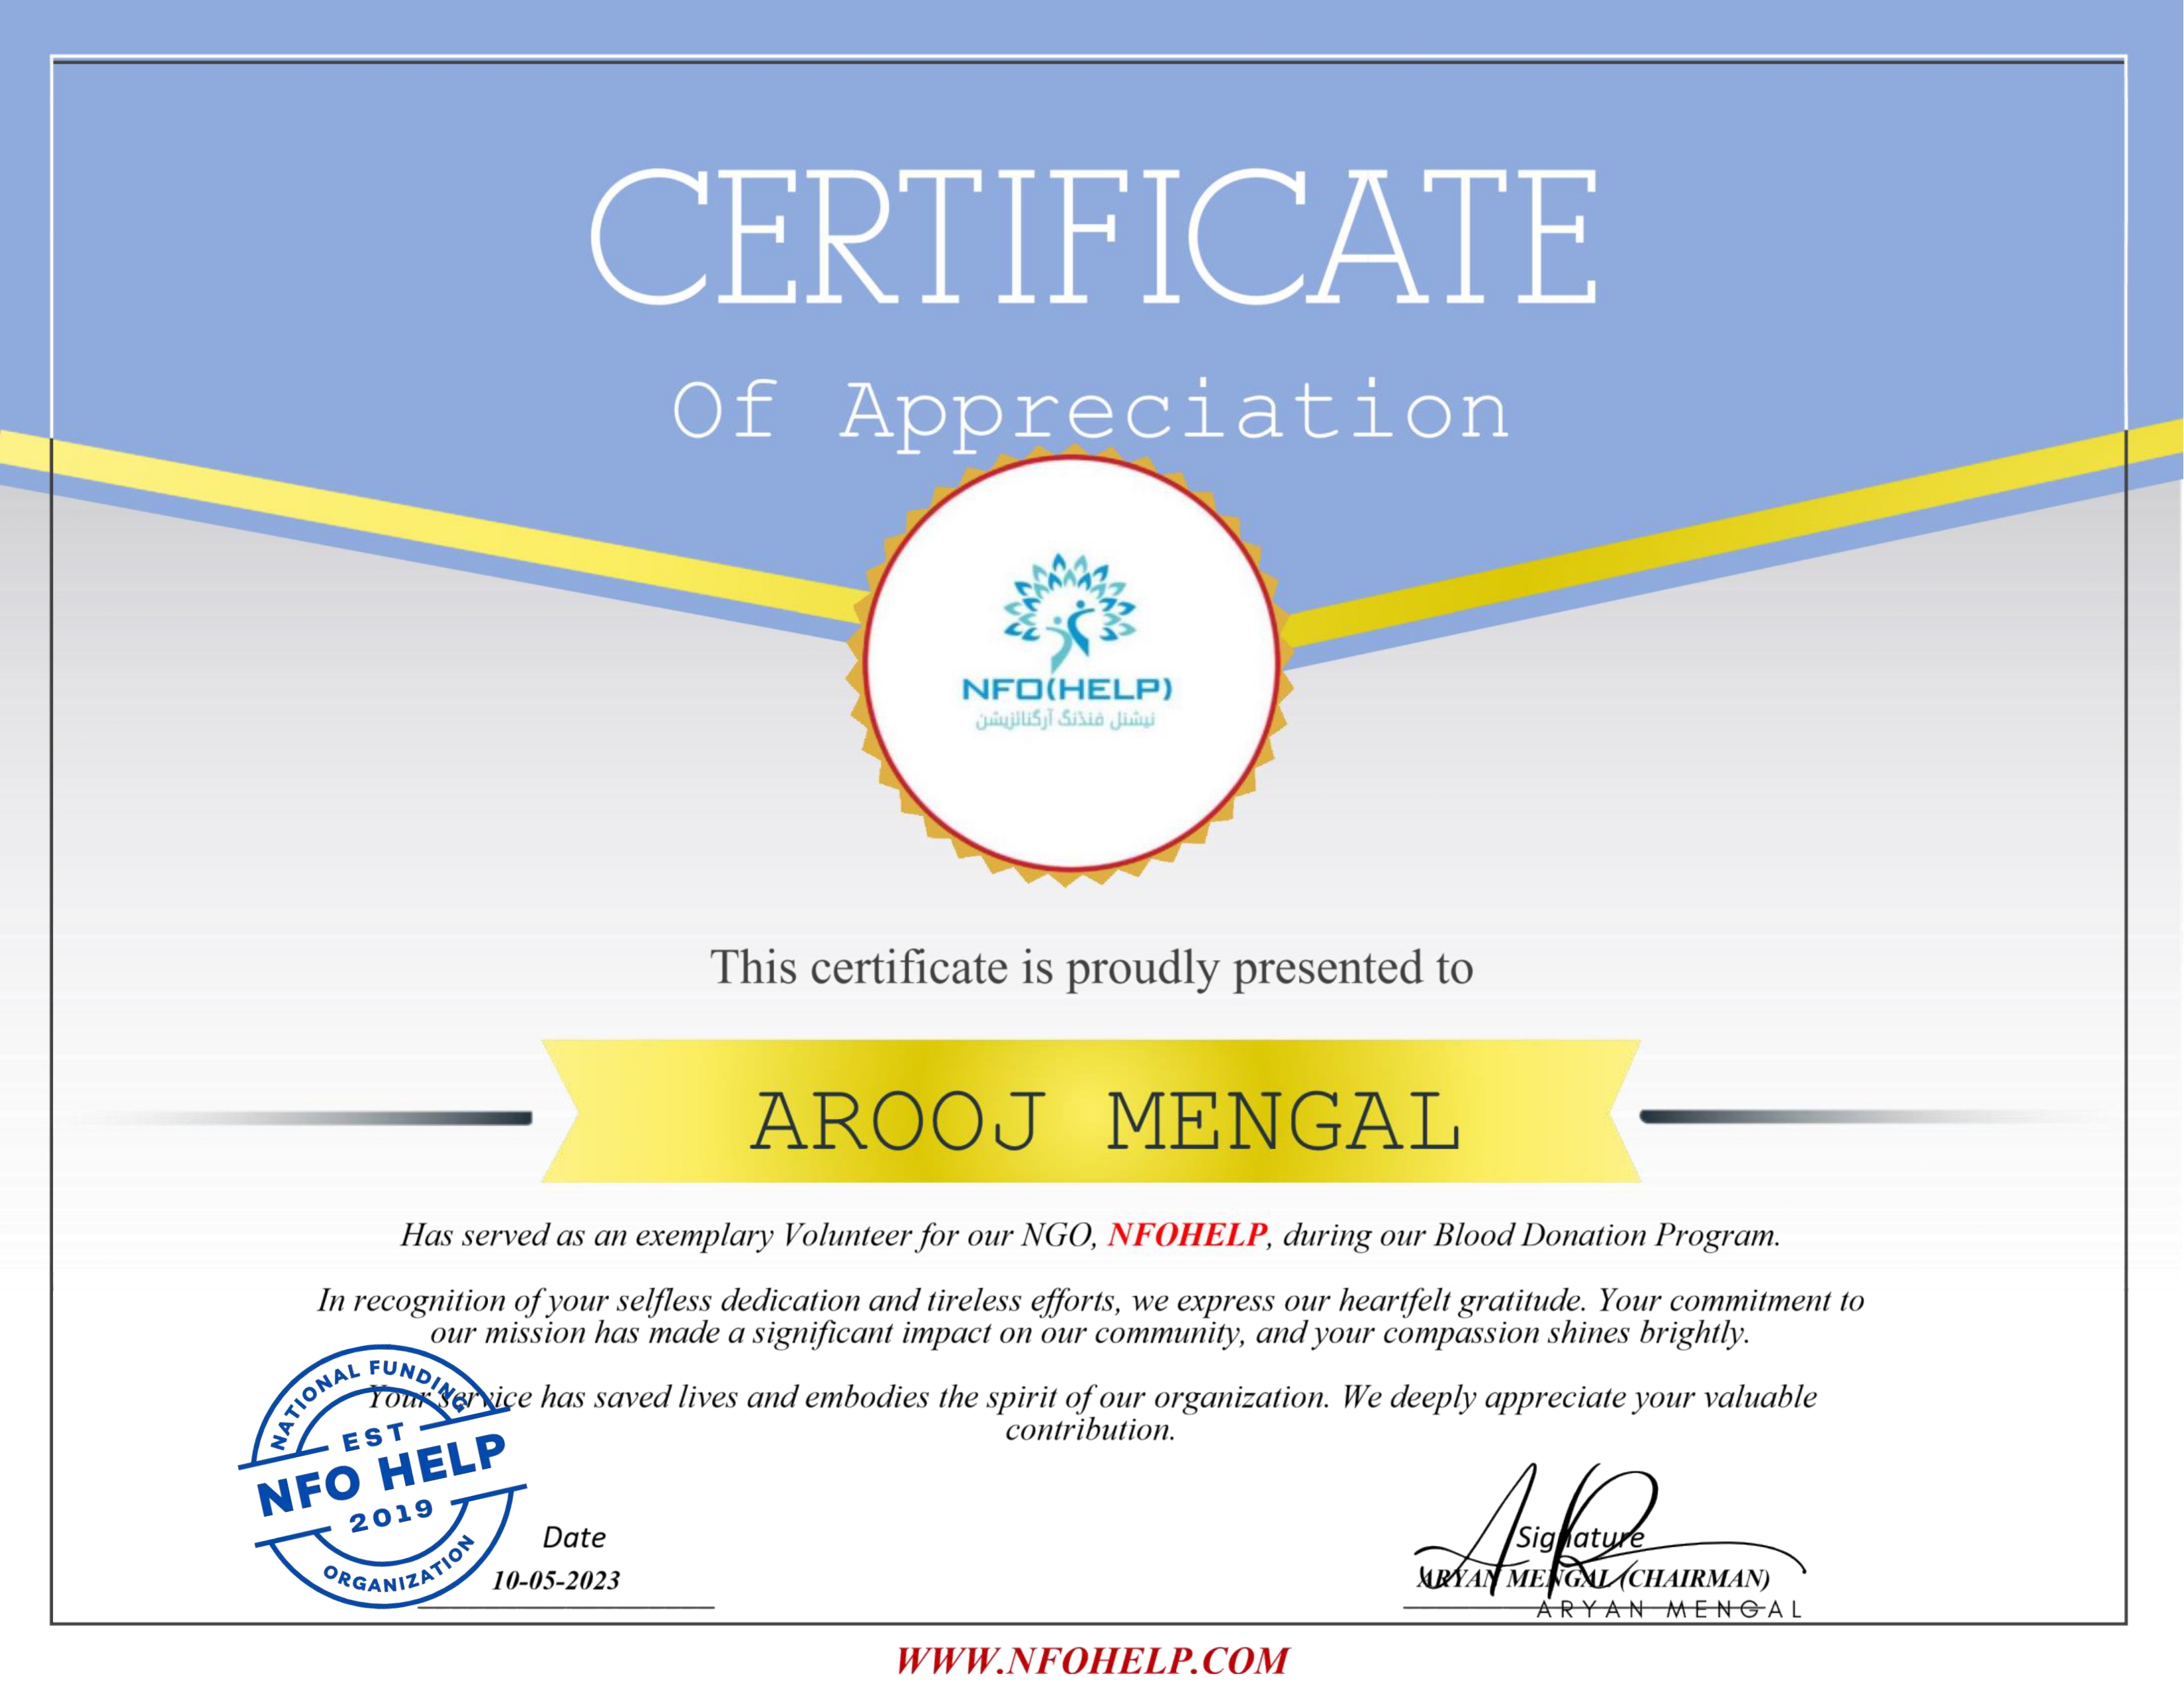 CERTIFICATE
Of Appreciation
NFO(HELP)
نیشنل فنڈنگ آرگنائزیشن
This certificate is proudly presented to
AROOJ MENGAL
Has served as an exemplary Volunteer for our NGO, NFOHELP, during our Blood Donation Program.
In recognition of your selfless dedication and tireless efforts, we express our heartfelt gratitude. Your commitment to
our mission has made a significant impact on our community, and your compassion shines brightly.
Your service has saved lives and embodies the spirit of our organization. We deeply appreciate your valuable
contribution.
NATIONAL FUNDING
EST
NFO HELP
2019
ORGANIZATION
Date
10-05-2023
Signature
ARYAN MENGAL (CHAIRMAN)
ARYAN MENGAL
WWW.NFOHELP.COM